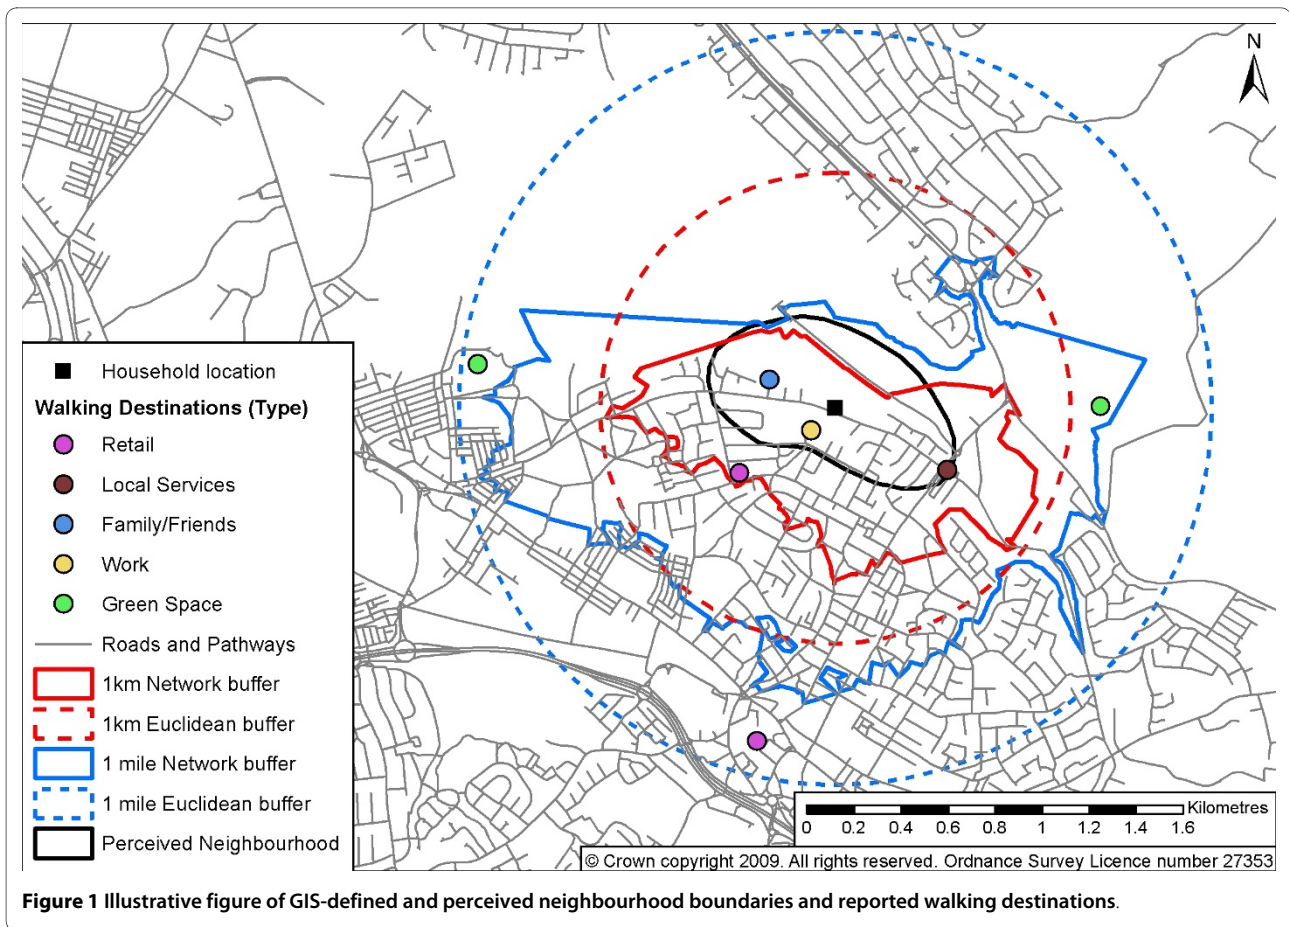 N
Household location
Walking Destinations (Type)
Retail
Local Services
Family/Friends
Work
Green Space
Roads and Pathways
1km Network buffer
1km Euclidean buffer
1 mile Network buffer
1 mile Euclidean buffer
Perceived Neighbourhood
Kilometres
0 0.2 0.4 0.6 0.8 1 1.2 1.4 1.6
© Crown copyright 2009. All rights reserved. Ordnance Survey Licence number 27353
Figure 1 Illustrative figure of GIS-defined and perceived neighbourhood boundaries and reported walking destinations.